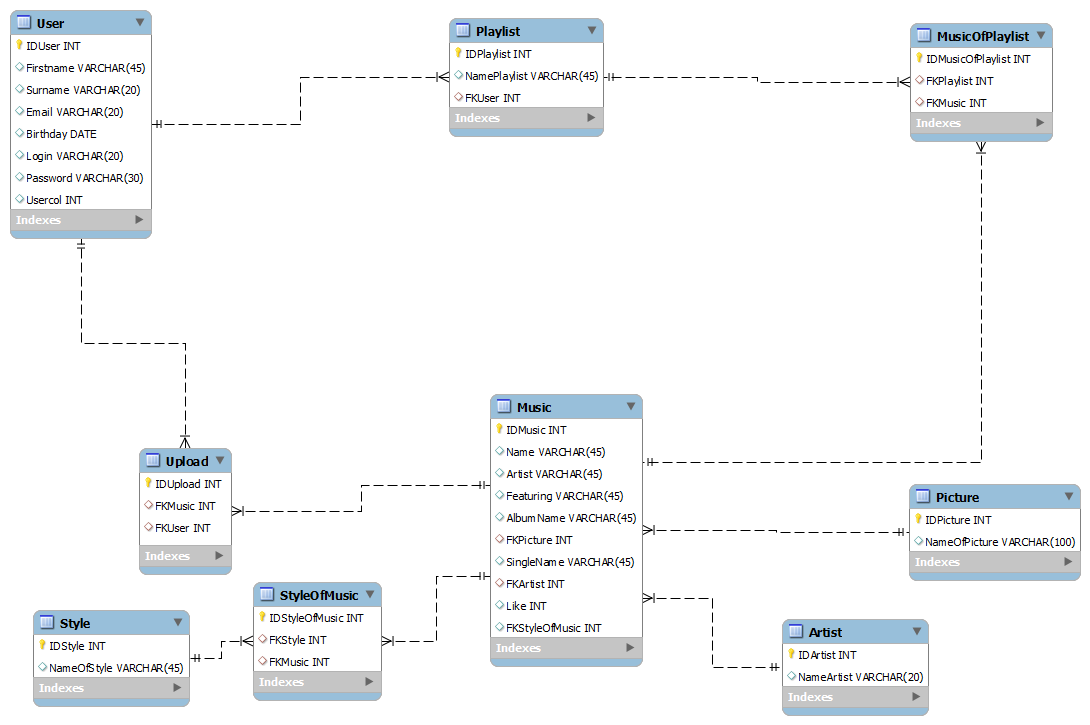 User
IDUser INT
Firstname VARCHAR(45)
Surname VARCHAR(20)
Email VARCHAR(20)
Birthday DATE
Login VARCHAR(20)
Password VARCHAR(30)
Usercol INT
Indexes
Playlist
IDPlaylist INT
NamePlaylist VARCHAR(45)
FKUser INT
Indexes
MusicOfPlaylist
IDMusicOfPlaylist INT
FKPlaylist INT
FKMusic INT
Indexes
Upload
IDUpload INT
FKMusic INT
FKUser INT
Indexes
Music
IDMusic INT
Name VARCHAR(45)
Artist VARCHAR(45)
Featuring VARCHAR(45)
AlbumName VARCHAR(45)
FKPicture INT
SingleName VARCHAR(45)
FKArtist INT
Like INT
FKStyleOfMusic INT
Indexes
Picture
IDPicture INT
NameOfPicture VARCHAR(100)
Indexes
Style
IDStyle INT
NameOfStyle VARCHAR(45)
Indexes
StyleOfMusic
IDStyleOfMusic INT
FKStyle INT
FKMusic INT
Indexes
Artist
IDArtist INT
NameArtist VARCHAR(20)
Indexes